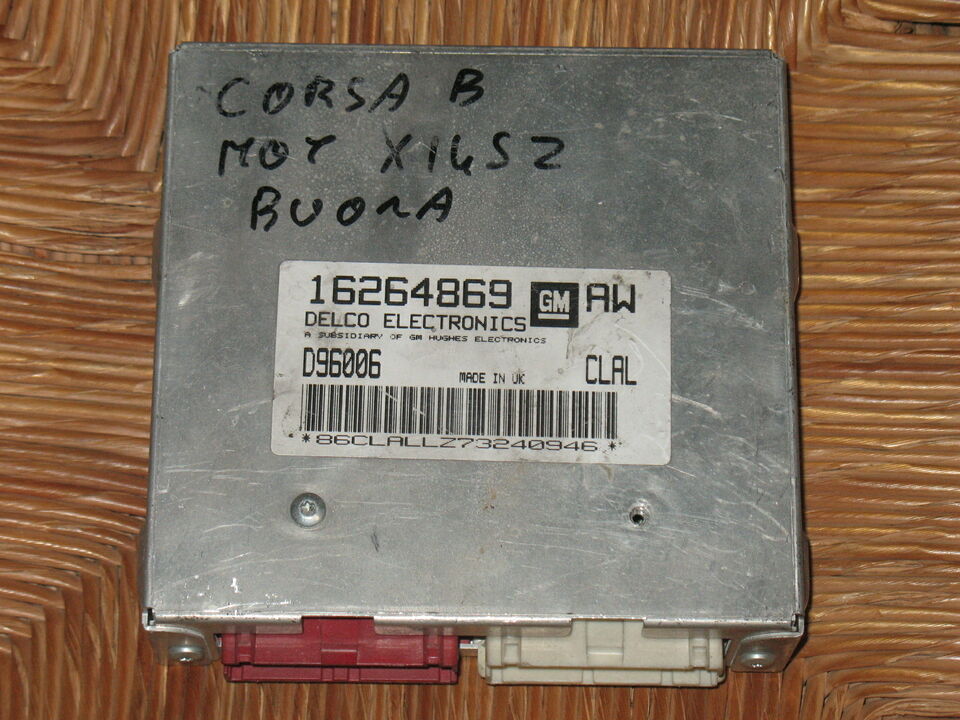 CORSA B
MOT X14SZ
BUONA
16264869 GM AW
DELCO ELECTRONICS
A SUBSIDIARY OF GM HUGHES ELECTRONICS
D96006 MADE IN UK CLAL
*86CLALLZ73240946*